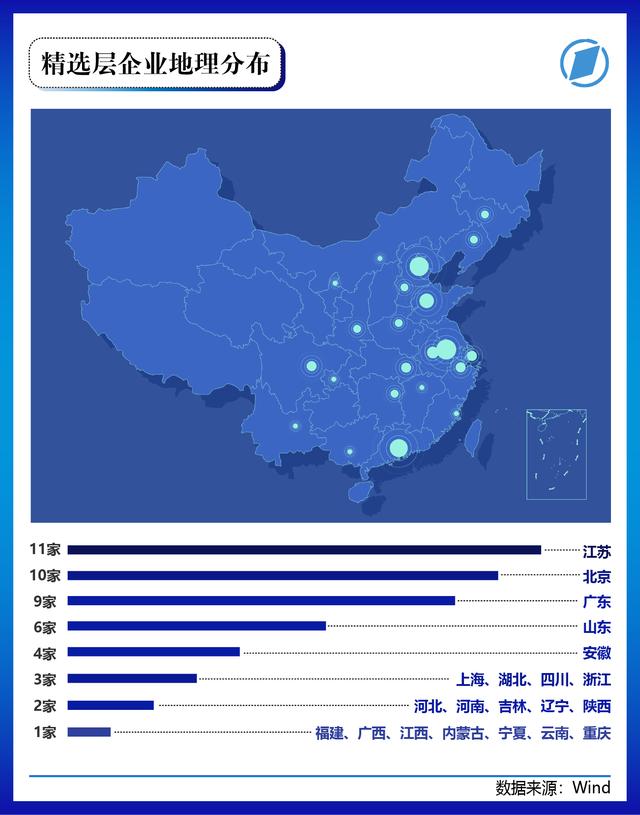 精选层企业地理分布
11家 江苏
10家 北京
9家 广东
6家 山东
4家 安徽
3家 上海、湖北、四川、浙江
2家 河北、河南、吉林、辽宁、陕西
1家 福建、广西、江西、内蒙古、宁夏、云南、重庆
数据来源：Wind